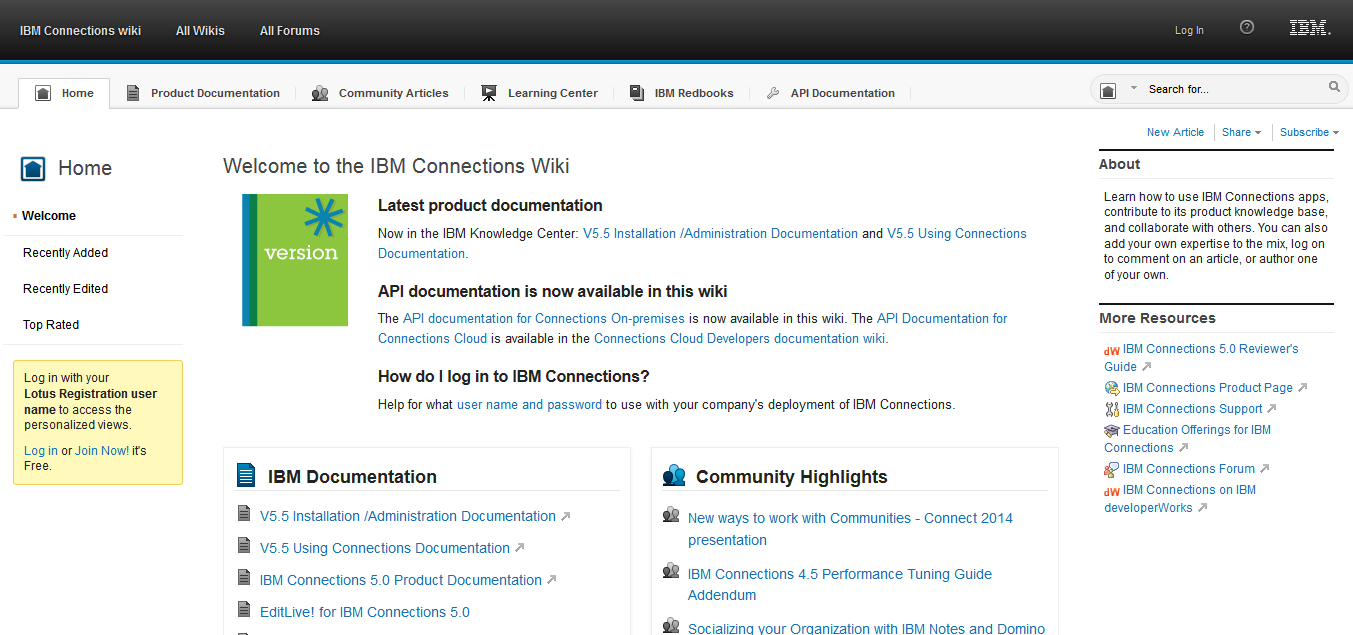 IBM Connections wiki All Wikis All Forums Log In ? IBM.
Home Product Documentation Community Articles Learning Center IBM Redbooks API Documentation Search for...
New Article Share Subscribe
Home
Welcome
Recently Added
Recently Edited
Top Rated
Log in with your
Lotus Registration user
name to access the
personalized views.
Log in or Join Now! it's
Free.
Welcome to the IBM Connections Wiki
version
Latest product documentation
Now in the IBM Knowledge Center: V5.5 Installation /Administration Documentation and V5.5 Using Connections
Documentation.
API documentation is now available in this wiki
The API documentation for Connections On-premises is now available in this wiki. The API Documentation for
Connections Cloud is available in the Connections Cloud Developers documentation wiki.
How do I log in to IBM Connections?
Help for what user name and password to use with your company's deployment of IBM Connections.
IBM Documentation
V5.5 Installation /Administration Documentation
V5.5 Using Connections Documentation
IBM Connections 5.0 Product Documentation
EditLive! for IBM Connections 5.0
Community Highlights
New ways to work with Communities - Connect 2014
presentation
IBM Connections 4.5 Performance Tuning Guide
Addendum
Socializing your Organization with IBM Notes and Domino
About
Learn how to use IBM Connections apps,
contribute to its product knowledge base,
and collaborate with others. You can also
add your own expertise to the mix, log on
to comment on an article, or author one
of your own.
More Resources
dW IBM Connections 5.0 Reviewer's
Guide
IBM Connections Product Page
IBM Connections Support
Education Offerings for IBM
Connections
IBM Connections Forum
dW IBM Connections on IBM
developerWorks